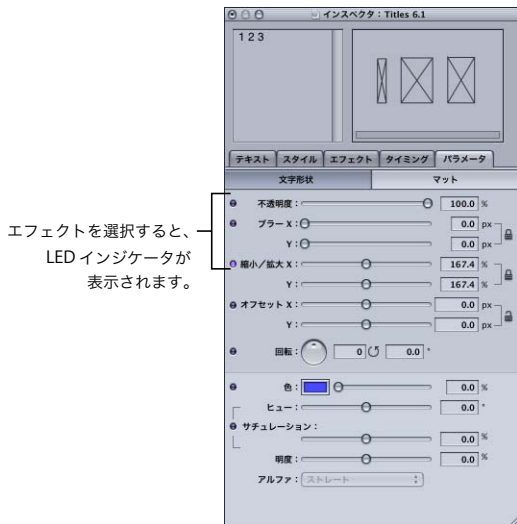 インスペクタ：Titles 6.1
1 2 3
テキスト スタイル エフェクト タイミング パラメータ
文字形状 マット
不透明度： 100.0 %
ブラー X： 0.0 px
Y： 0.0 px
縮小／拡大 X： 167.4 %
Y： 167.4 %
オフセット X： 0.0 px
Y： 0.0 px
回転： 0 0.0 °
色： 0.0 %
ヒュー： 0.0 °
サチュレーション：
0.0 %
明度： 0.0 %
アルファ： ストレート
エフェクトを選択すると、
LED インジケータが
表示されます。